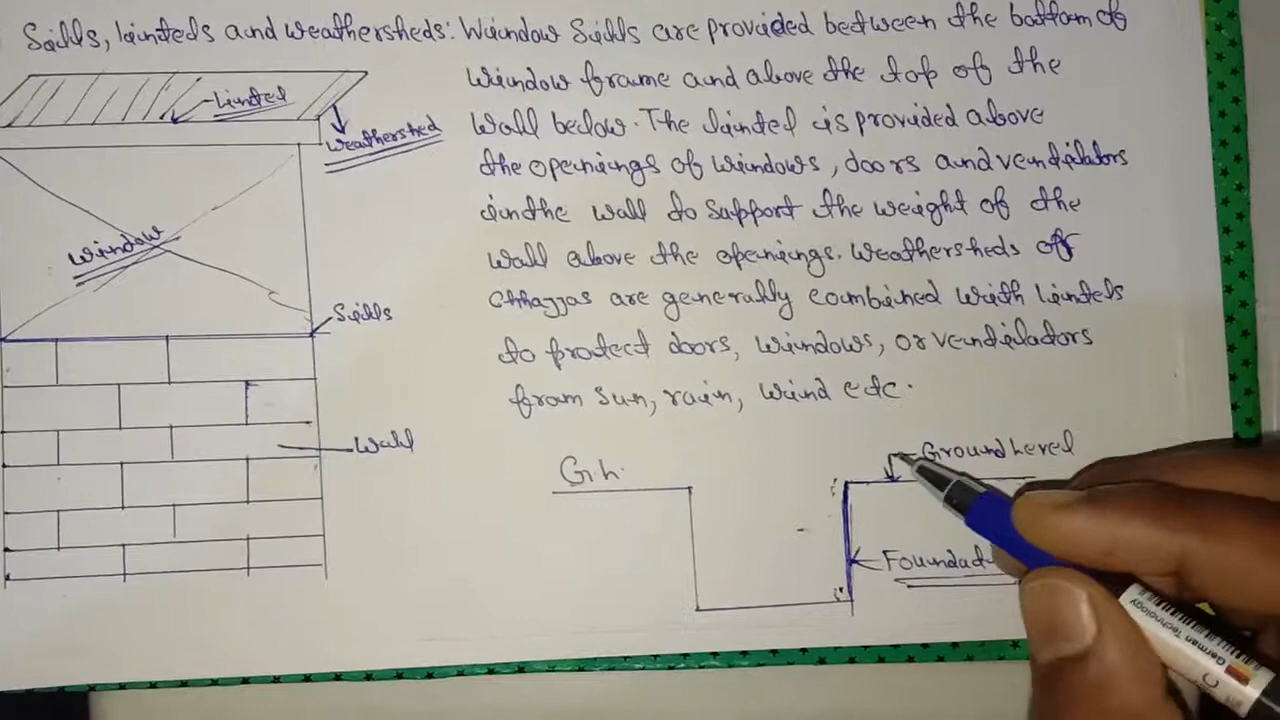 Sills, lintels and weathersheds: Window Sills are provided between the bottom of
window frame and above the top of the
wall below. The lintel is provided above
the openings of windows, doors and ventilators
in the wall to support the weight of the
wall above the openings. Weathersheds or
Chhajjas are generally combined with lintels
to protect doors, windows, or ventilators
from sun, rain, wind etc.
Lintel
Weathershed
Window
Sills
Wall
G.L.
Ground Level
Foundat
German Technology